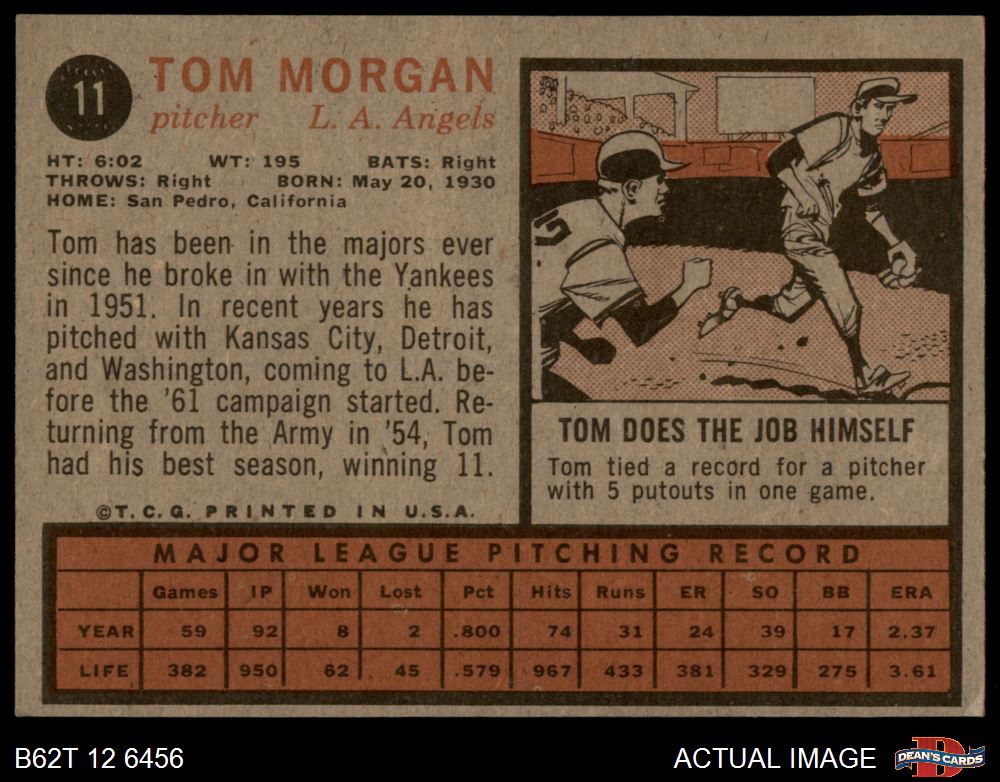 11
TOM MORGAN
pitcher L. A. Angels
HT: 6:02 WT: 195 BATS: Right
THROWS: Right BORN: May 20, 1930
HOME: San Pedro, California
Tom has been in the majors ever
since he broke in with the Yankees
in 1951. In recent years he has
pitched with Kansas City, Detroit,
and Washington, coming to L.A. be-
fore the '61 campaign started. Re-
turning from the Army in '54, Tom
had his best season, winning 11.
©T.C.G. PRINTED IN U.S.A.
5
TOM DOES THE JOB HIMSELF
Tom tied a record for a pitcher
with 5 putouts in one game.
MAJOR LEAGUE PITCHING RECORD
Games IP Won Lost Pct Hits Runs ER SO BB ERA
YEAR 59 92 8 2 .800 74 31 24 39 17 2.37
LIFE 382 950 62 45 .579 967 433 381 329 275 3.61
B62T 12 6456
ACTUAL IMAGE
D
DEAN'S CARDS